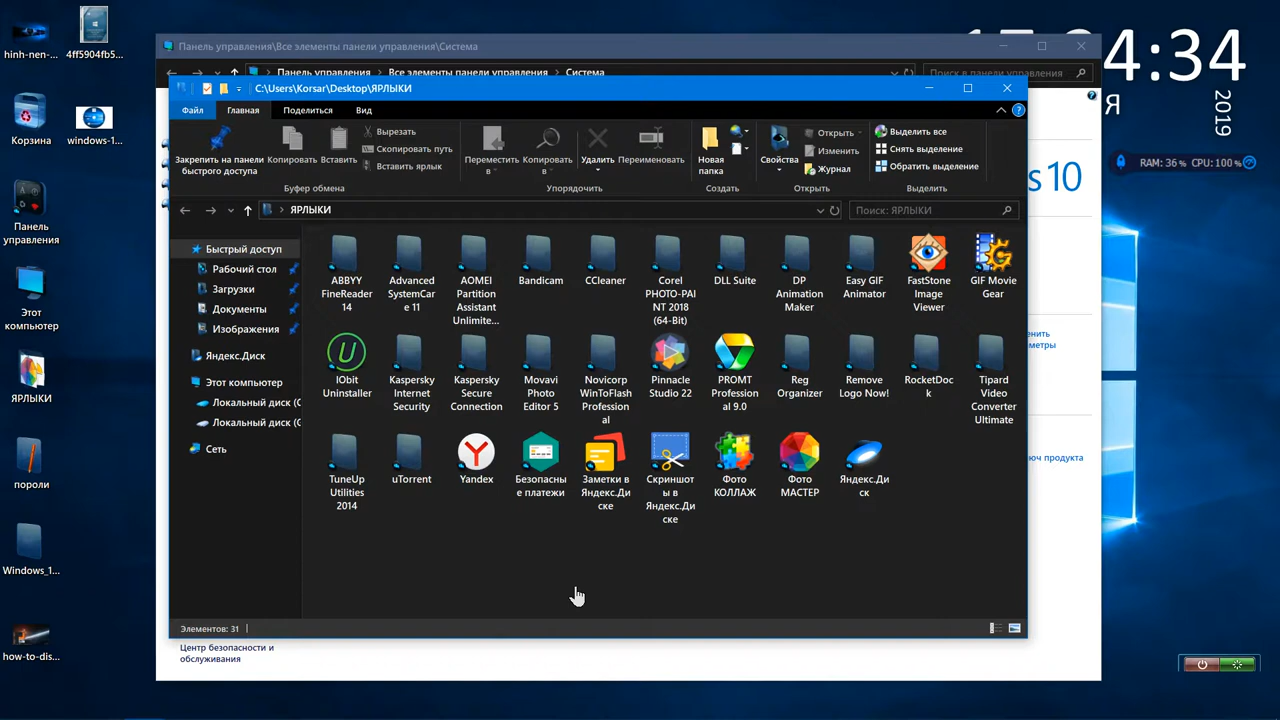 hinh-nen-...
4ff5904fb5...
Корзина
windows-1...
Панель
управления
Этот
компьютер
ЯРЛЫКИ
пороли
Windows_1...
how-to-dis...
Панель управления\Все элементы панели управления\Система
Панель управления
Все элементы панели управления
Система
Поиск в панели управления
C:\Users\Korsar\Desktop\ЯРЛЫКИ
Файл
Главная
Поделиться
Вид
Закрепить на панели
быстрого доступа
Копировать
Вставить
Вырезать
Скопировать путь
Вставить ярлык
Буфер обмена
Переместить
в
Копировать
в
Удалить
Переименовать
Упорядочить
Новая
папка
Создать
Свойства
Открыть
Изменить
Журнал
Открыть
Выделить все
Снять выделение
Обратить выделение
Выделить
ЯРЛЫКИ
Поиск: ЯРЛЫКИ
Быстрый доступ
Рабочий стол
Загрузки
Документы
Изображения
Яндекс.Диск
Этот компьютер
Локальный диск (C
Локальный диск (C
Сеть
ABBYY
FineReader
14
Advanced
SystemCar
e 11
AOMEI
Partition
Assistant
Unlimite...
Bandicam
CCleaner
Corel
PHOTO-PAI
NT 2018
(64-Bit)
DLL Suite
DP
Animation
Maker
Easy GIF
Animator
FastStone
Image
Viewer
GIF Movie
Gear
IObit
Uninstaller
Kaspersky
Internet
Security
Kaspersky
Secure
Connection
Movavi
Photo
Editor 5
Novicorp
WinToFlash
Profession
al
Pinnacle
Studio 22
PROMT
Profession
al 9.0
Reg
Organizer
Remove
Logo Now!
RocketDoc
k
Tipard
Video
Converter
Ultimate
TuneUp
Utilities
2014
uTorrent
Yandex
Безопасны
е платежи
Заметки в
Яндекс.Ди
ске
Скриншот
ы в
Яндекс.Ди
ске
Фото
КОЛЛАЖ
Фото
МАСТЕР
Яндекс.Ди
ск
Элементов: 31
Центр безопасности и
обслуживания
4:34
Я
2019
RAM: 36% CPU: 100%
s 10
енить
метры
юч продукта